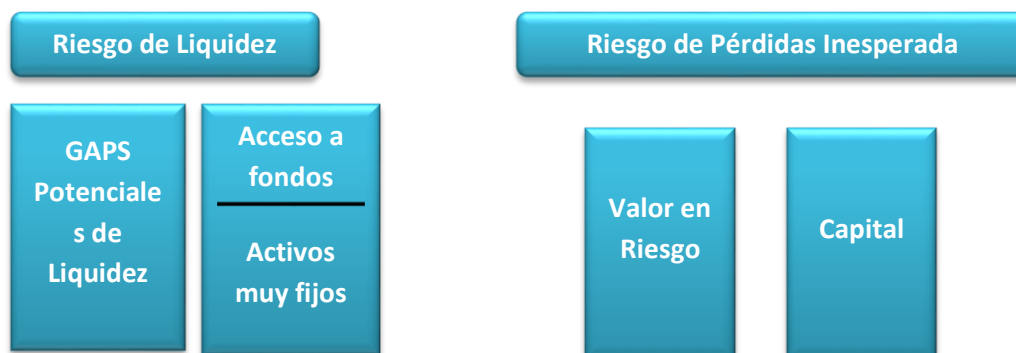 Riesgo de Liquidez
Riesgo de Pérdidas Inesperada
GAPS
Potenciale
s de
Liquidez
Acceso a
fondos
Activos
muy fijos
Valor en
Riesgo
Capital